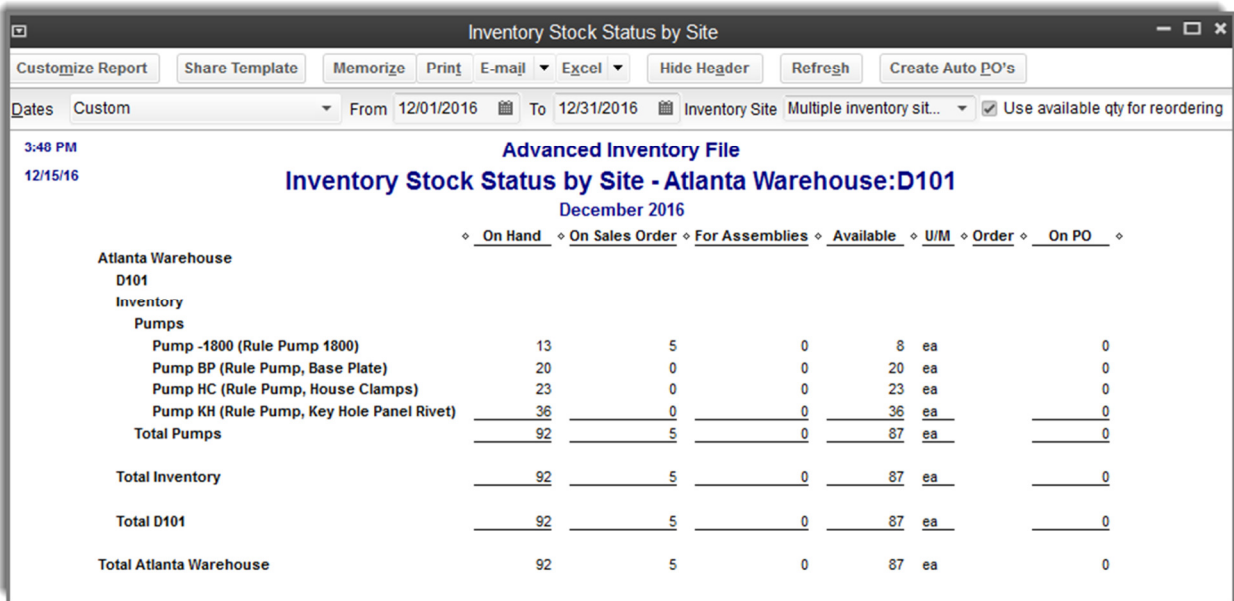 Inventory Stock Status by Site
Customize Report Share Template Memorize Print E-mail Excel Hide Header Refresh Create Auto PO's
Dates Custom From 12/01/2016 To 12/31/2016 Inventory Site Multiple inventory sit... Use available qty for reordering
3:48 PM Advanced Inventory File
12/15/16 Inventory Stock Status by Site - Atlanta Warehouse:D101
December 2016
On Hand On Sales Order For Assemblies Available U/M Order On PO
Atlanta Warehouse
D101
Inventory
Pumps
Pump -1800 (Rule Pump 1800) 13 5 0 8 ea 0
Pump BP (Rule Pump, Base Plate) 20 0 0 20 ea 0
Pump HC (Rule Pump, House Clamps) 23 0 0 23 ea 0
Pump KH (Rule Pump, Key Hole Panel Rivet) 36 0 0 36 ea 0
Total Pumps 92 5 0 87 ea 0
Total Inventory 92 5 0 87 ea 0
Total D101 92 5 0 87 ea 0
Total Atlanta Warehouse 92 5 0 87 ea 0